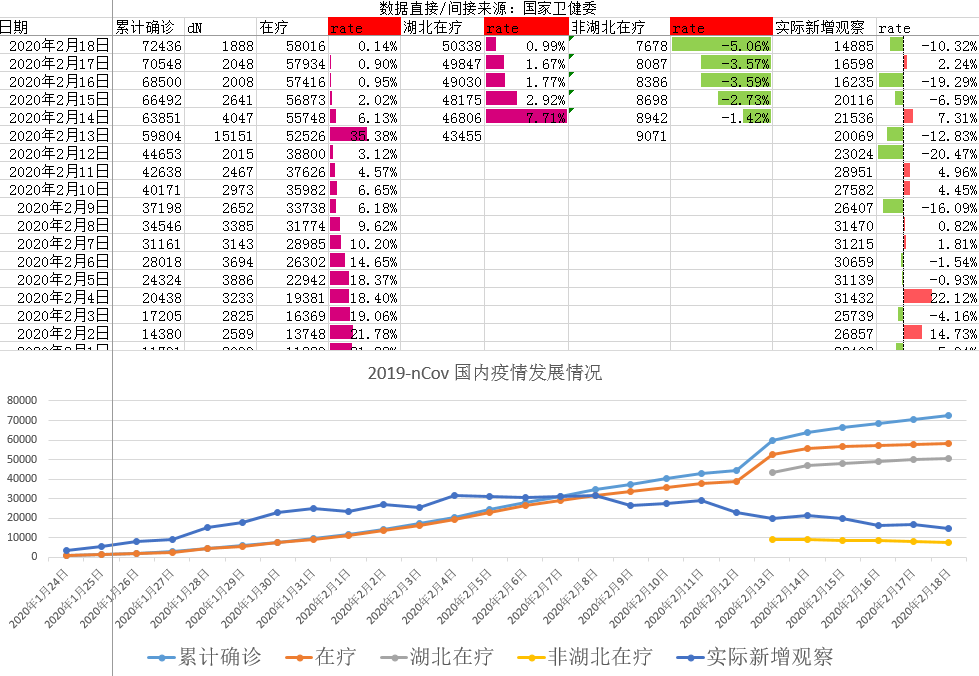 数据直接/间接来源：国家卫健委
日期 累计确诊 dN 在疗 rate 湖北在疗 rate 非湖北在疗 rate 实际新增观察 rate
2020年2月18日 72436 1888 58016 0.14% 50338 0.99% 7678 -5.06% 14885 -10.32%
2020年2月17日 70548 2048 57934 0.90% 49847 1.67% 8087 -3.57% 16598 2.24%
2020年2月16日 68500 2008 57416 0.95% 49030 1.77% 8386 -3.59% 16235 -19.29%
2020年2月15日 66492 2641 56873 2.02% 48175 2.92% 8698 -2.73% 20116 -6.59%
2020年2月14日 63851 4047 55748 6.13% 46806 7.71% 8942 -1.42% 21536 7.31%
2020年2月13日 59804 15151 52526 35.38% 43455 9071 20069 -12.83%
2020年2月12日 44653 2015 38800 3.12% 23024 -20.47%
2020年2月11日 42638 2467 37626 4.57% 28951 4.96%
2020年2月10日 40171 2973 35982 6.65% 27582 4.45%
2020年2月9日 37198 2652 33738 6.18% 26407 -16.09%
2020年2月8日 34546 3385 31774 9.62% 31470 0.82%
2020年2月7日 31161 3143 28985 10.20% 31215 1.81%
2020年2月6日 28018 3694 26302 14.65% 30659 -1.54%
2020年2月5日 24324 3886 22942 18.37% 31139 -0.93%
2020年2月4日 20438 3233 19381 18.40% 31432 22.12%
2020年2月3日 17205 2825 16369 19.06% 25739 -4.16%
2020年2月2日 14380 2589 13748 21.78% 26857 14.73%
2019-nCov 国内疫情发展情况
80000
70000
60000
50000
40000
30000
20000
10000
0
2020年1月24日 2020年1月25日 2020年1月26日 2020年1月27日 2020年1月28日 2020年1月29日 2020年1月30日 2020年1月31日 2020年2月1日 2020年2月2日 2020年2月3日 2020年2月4日 2020年2月5日 2020年2月6日 2020年2月7日 2020年2月8日 2020年2月9日 2020年2月10日 2020年2月11日 2020年2月12日 2020年2月13日 2020年2月14日 2020年2月15日 2020年2月16日 2020年2月17日 2020年2月18日
累计确诊 在疗 湖北在疗 非湖北在疗 实际新增观察